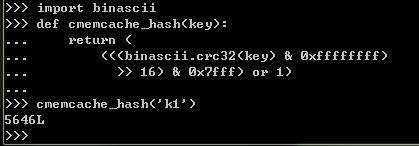 >>> import binascii
>>> def cmemcache_hash(key):
...     return (
...         (((binascii.crc32(key) & 0xffffffff)
...           >> 16) & 0x7fff) or 1)
...
>>> cmemcache_hash('k1')
5646L
>>>